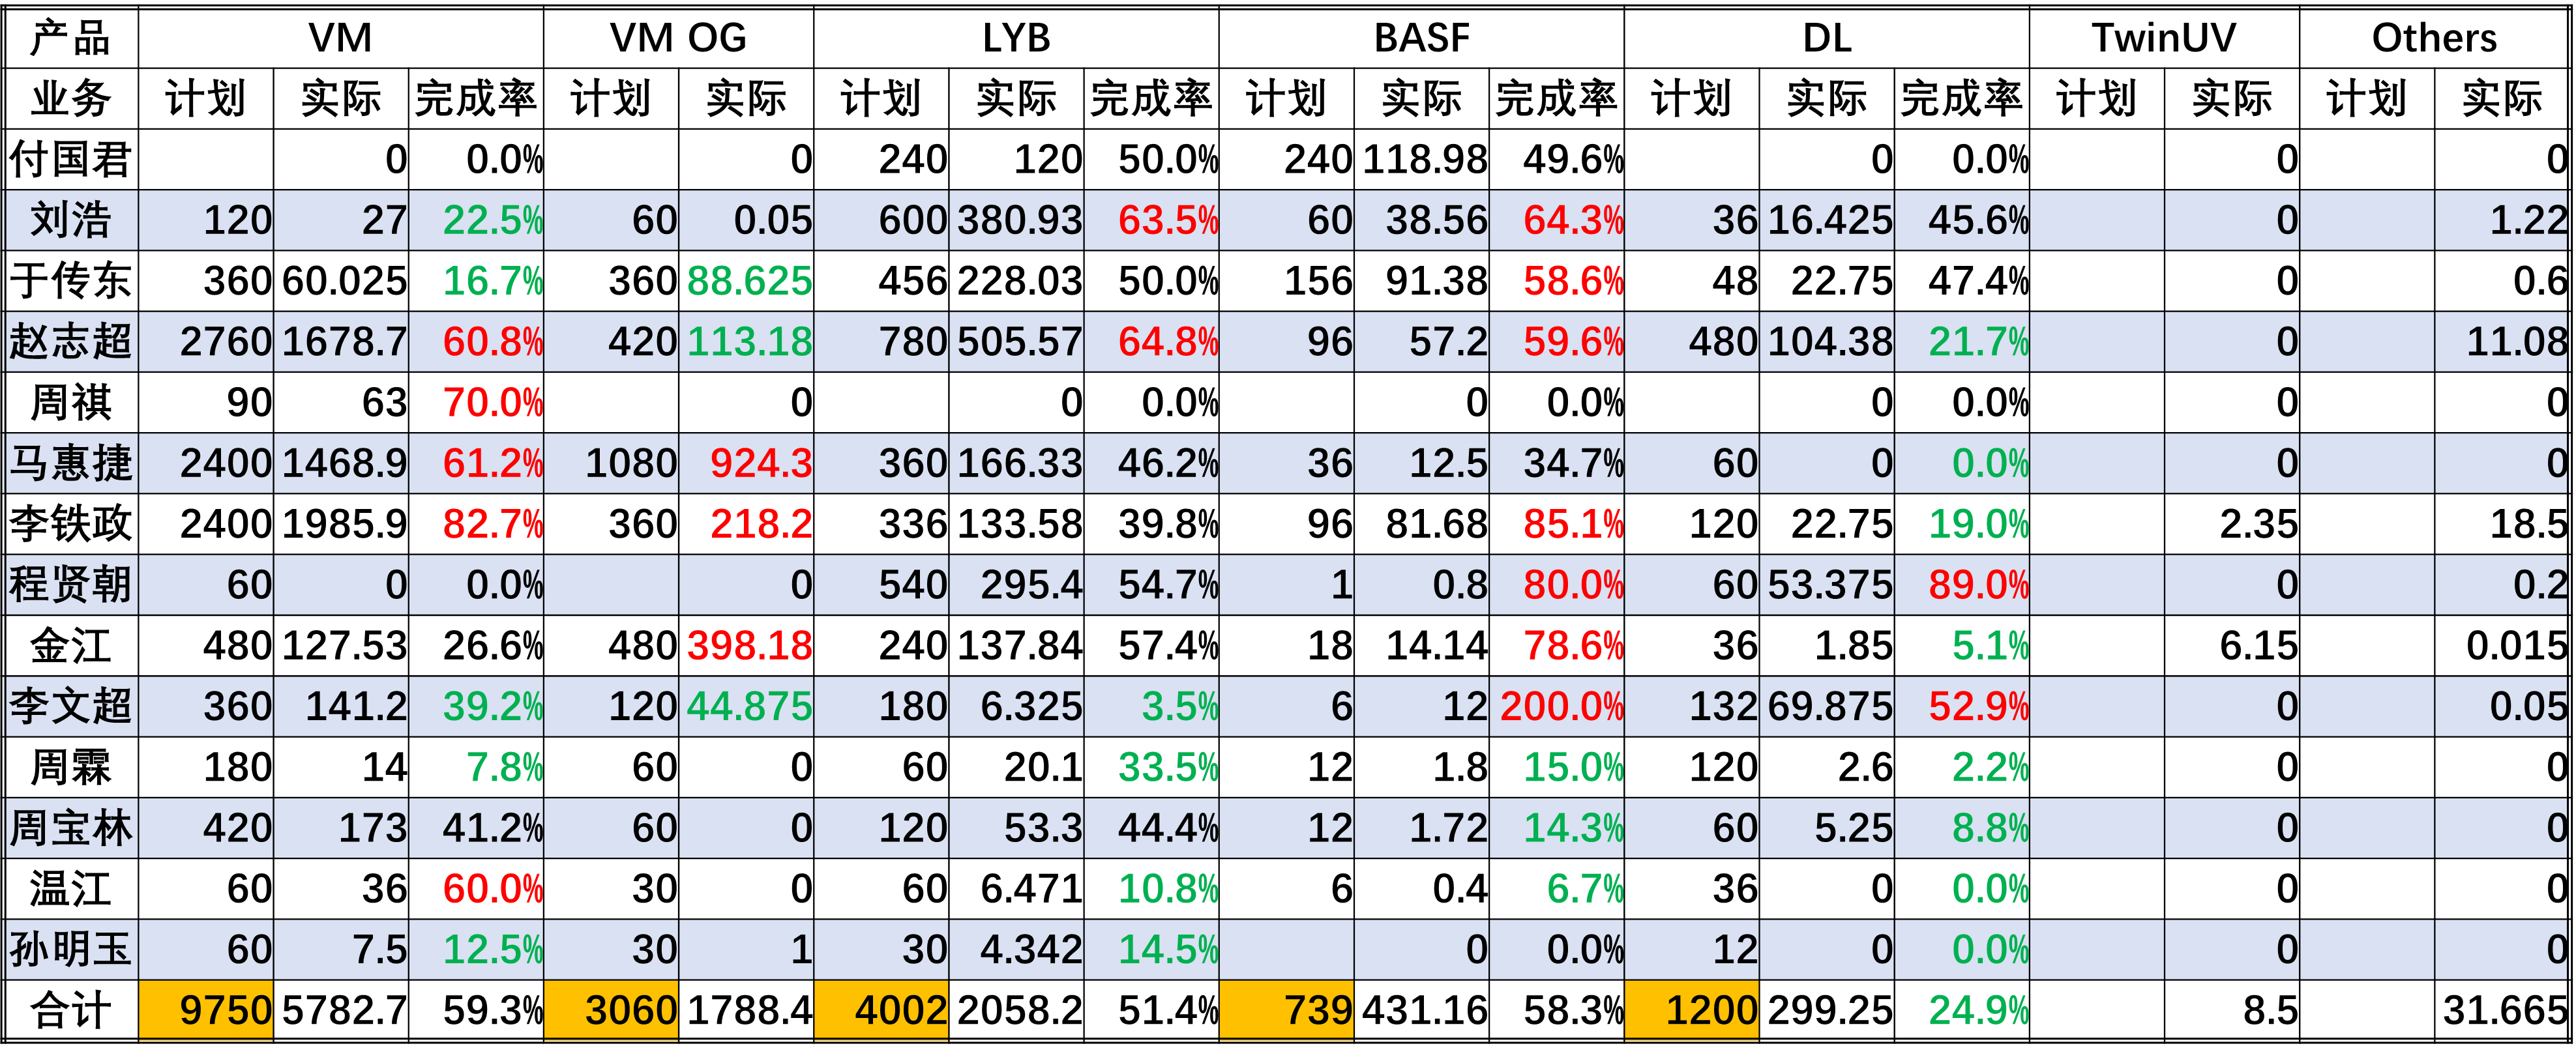 产品 VM VM OG LYB BASF DL TwinUV Others
业务 计划 实际 完成率 计划 实际 计划 实际 完成率 计划 实际 完成率 计划 实际 完成率 计划 实际 计划 实际
付国君 0 0.0% 0 240 120 50.0% 240 118.98 49.6% 0 0.0% 0 0
刘浩 120 27 22.5% 60 0.05 600 380.93 63.5% 60 38.56 64.3% 36 16.425 45.6% 0 1.22
于传东 360 60.025 16.7% 360 88.625 456 228.03 50.0% 156 91.38 58.6% 48 22.75 47.4% 0 0.6
赵志超 2760 1678.7 60.8% 420 113.18 780 505.57 64.8% 96 57.2 59.6% 480 104.38 21.7% 0 11.08
周祺 90 63 70.0% 0 0 0.0% 0 0.0% 0 0.0% 0 0
马惠捷 2400 1468.9 61.2% 1080 924.3 360 166.33 46.2% 36 12.5 34.7% 60 0 0.0% 0 0
李铁政 2400 1985.9 82.7% 360 218.2 336 133.58 39.8% 96 81.68 85.1% 120 22.75 19.0% 2.35 18.5
程贤朝 60 0 0.0% 0 540 295.4 54.7% 1 0.8 80.0% 60 53.375 89.0% 0 0.2
金江 480 127.53 26.6% 480 398.18 240 137.84 57.4% 18 14.14 78.6% 36 1.85 5.1% 6.15 0.015
李文超 360 141.2 39.2% 120 44.875 180 6.325 3.5% 6 12 200.0% 132 69.875 52.9% 0 0.05
周霖 180 14 7.8% 60 0 60 20.1 33.5% 12 1.8 15.0% 120 2.6 2.2% 0 0
周宝林 420 173 41.2% 60 0 120 53.3 44.4% 12 1.72 14.3% 60 5.25 8.8% 0 0
温江 60 36 60.0% 30 0 60 6.471 10.8% 6 0.4 6.7% 36 0 0.0% 0 0
孙明玉 60 7.5 12.5% 30 1 30 4.342 14.5% 0 0.0% 12 0 0.0% 0 0
合计 9750 5782.7 59.3% 3060 1788.4 4002 2058.2 51.4% 739 431.16 58.3% 1200 299.25 24.9% 8.5 31.665